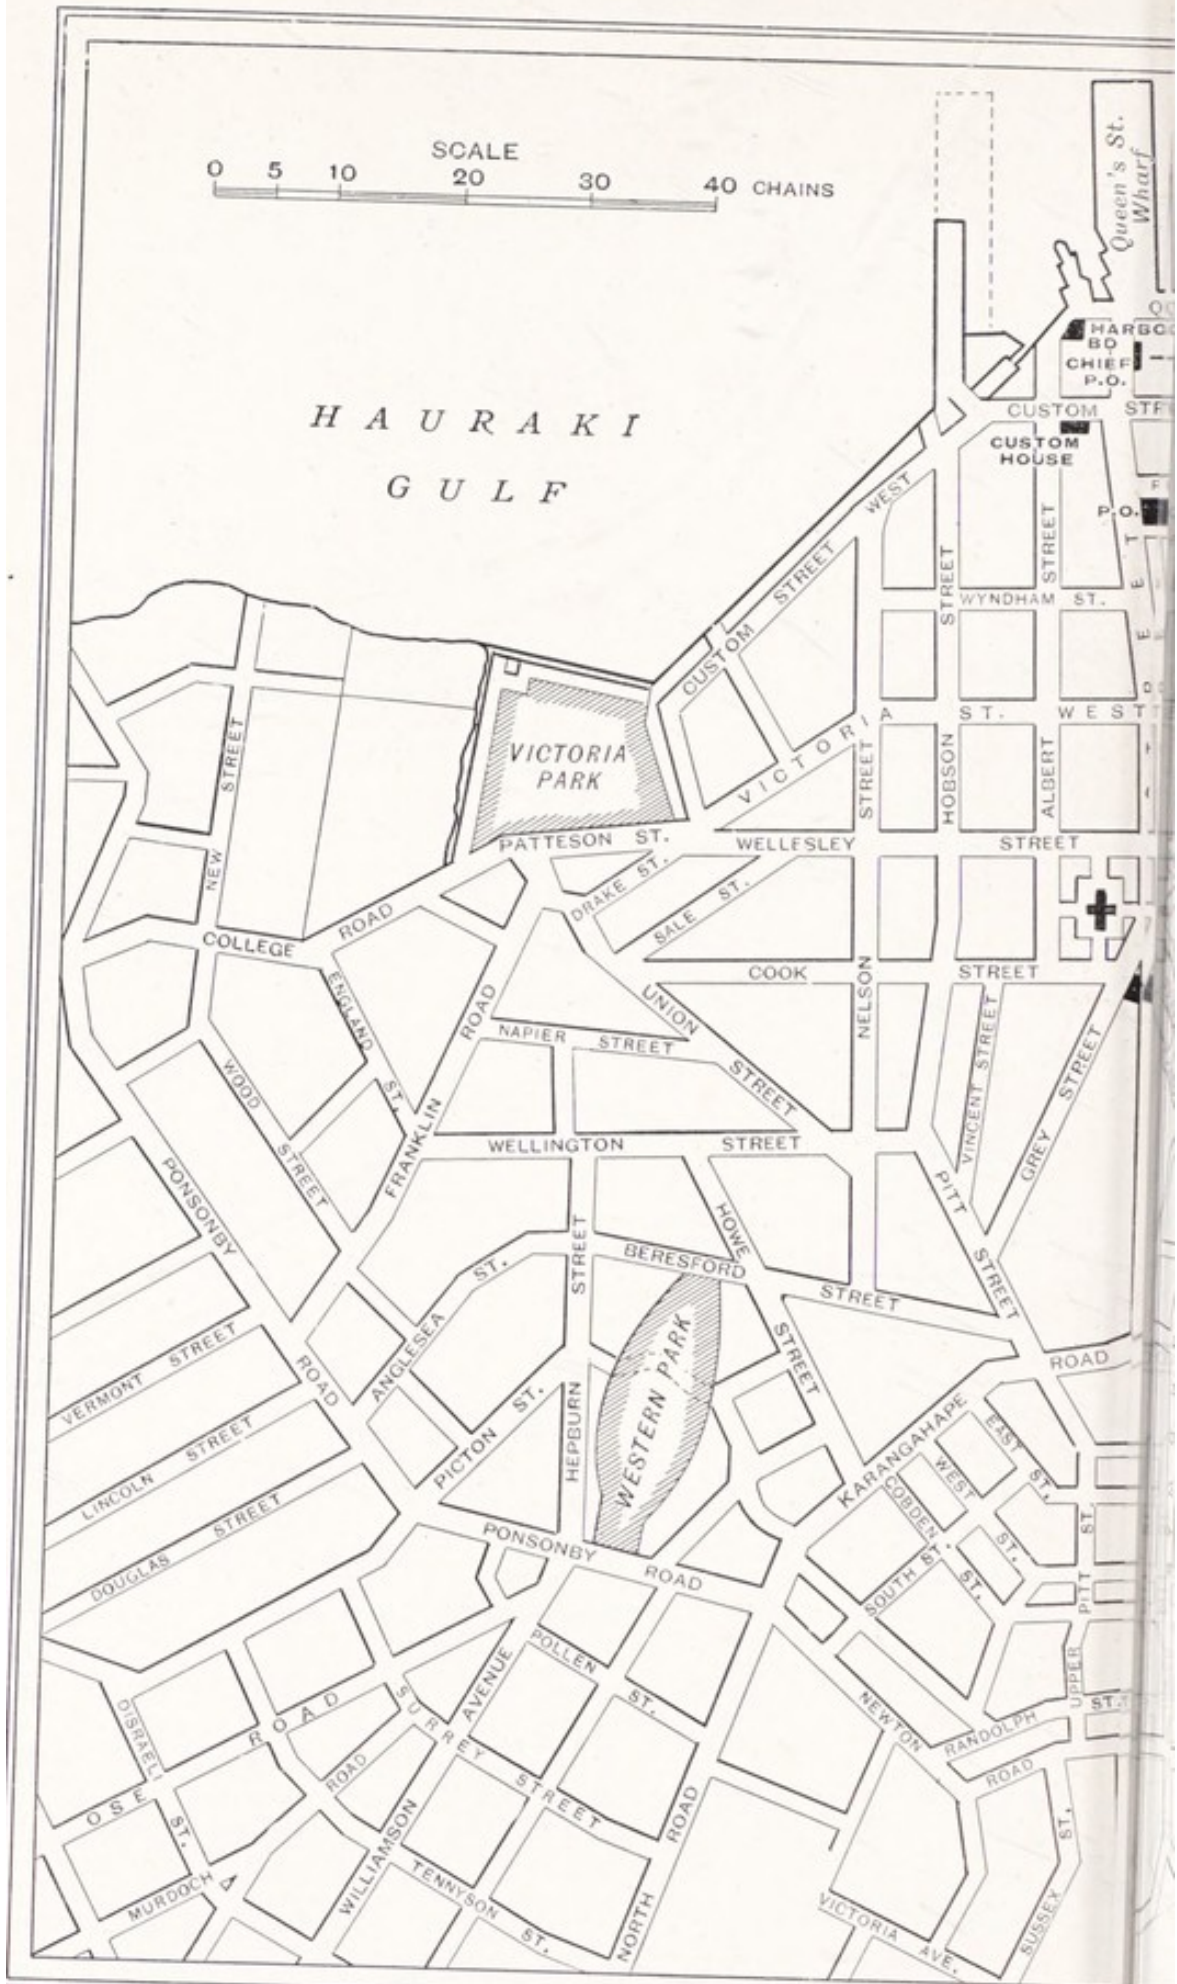 SCALE
0 5 10 20 30 40 CHAINS
Queen's St.
Wharf
HAURAKI
GULF
HARBO
BD
CHIEF
P.O.
CUSTOM STR
CUSTOM
HOUSE
P.O.
CUSTOM STREET WEST
STREET
STREET
WYNDHAM ST.
VICTORIA ST. WEST
VICTORIA
PARK
NEW STREET
STREET
HOBSON
ALBERT
PATTESON ST.
WELLESLEY STREET
DRAKE ST.
SALE ST.
COLLEGE ROAD
COOK STREET
ENGLAND ST.
FRANKLIN ROAD
NAPIER STREET
UNION STREET
NELSON
VINCENT STREET
GREY STREET
WOOD STREET
WELLINGTON STREET
PONSONBY ROAD
PITT STREET
HOWE STREET
BERESFORD STREET
HEPBURN STREET
ANGLESEA ST.
WESTERN PARK
ROAD
VERMONT STREET
LINCOLN STREET
DOUGLAS STREET
PICTON ST.
KARANGAHAPE
EAST ST.
WEST ST.
COBDEN ST.
SOUTH ST.
PONSONBY ROAD
UPPER PITT ST.
POLLEN ST.
NEWTON ROAD
RANDOLPH ST.
DISRAELI ST.
OSE ROAD
ROAD
SURREY STREET
WILLIAMSON AVENUE
MURDOCH
TENNYSON ST.
NORTH ROAD
VICTORIA AVE.
SUSSEX ST.